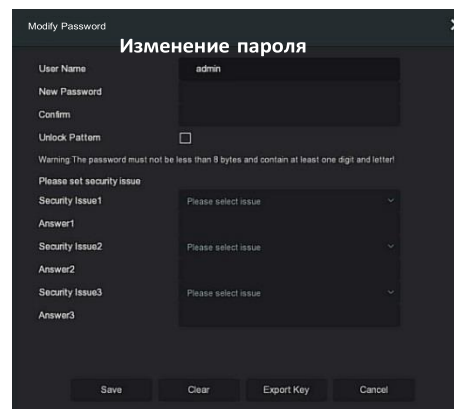 Modify Password
Изменение пароля
User Name admin
New Password
Confirm
Unlock Pattern
Warning:The password must not be less than 8 bytes and contain at least one digit and letter!
Please set security issue
Security Issue1 Please select issue
Answer1
Security Issue2 Please select issue
Answer2
Security Issue3 Please select issue
Answer3
Save Clear Export Key Cancel